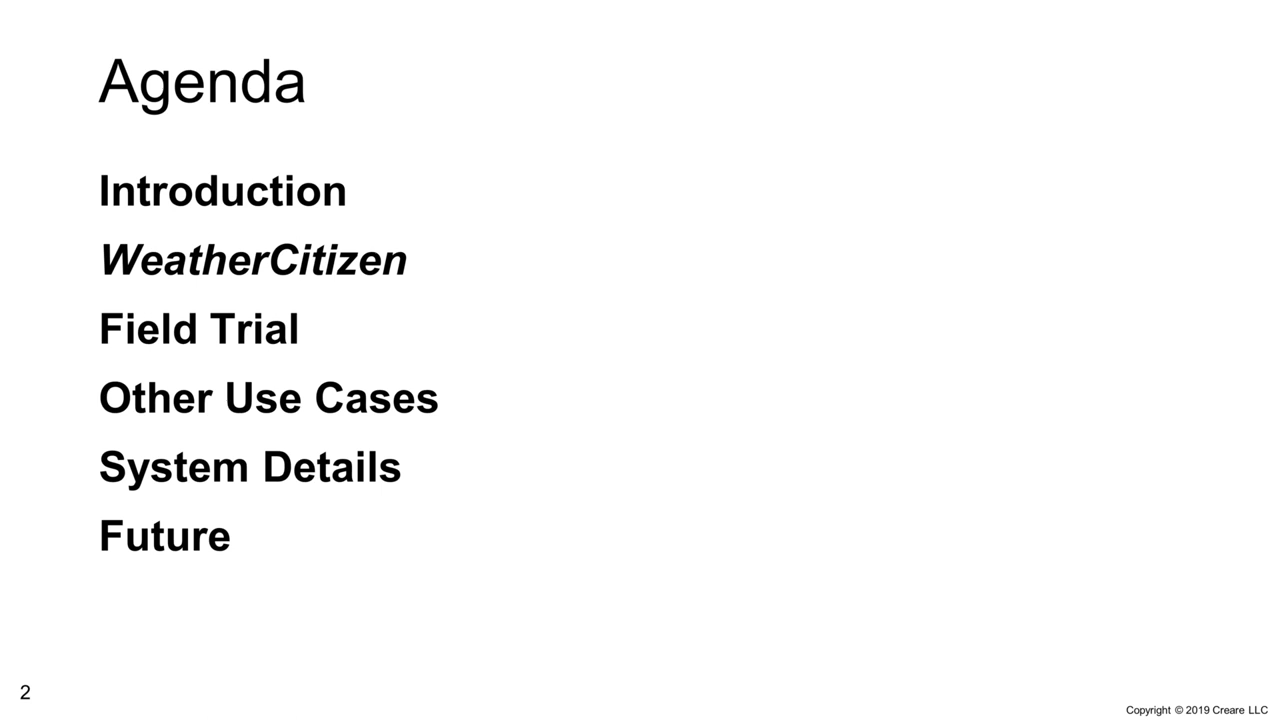 Agenda
Introduction
WeatherCitizen
Field Trial
Other Use Cases
System Details
Future
2
Copyright © 2019 Creare LLC